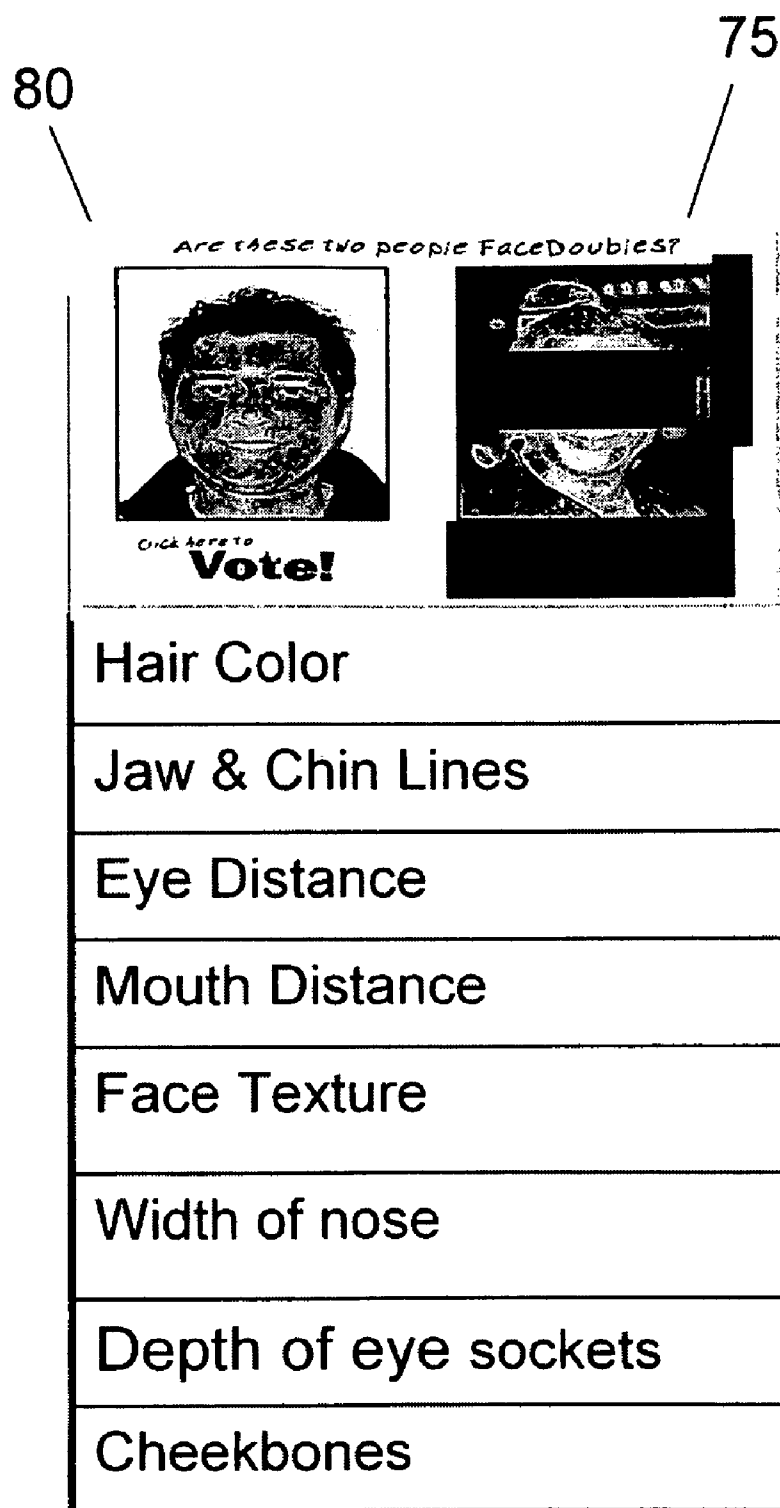 75
80
Are these two people FaceDoubles?
Click here to
Vote!
Hair Color
Jaw & Chin Lines
Eye Distance
Mouth Distance
Face Texture
Width of nose
Depth of eye sockets
Cheekbones